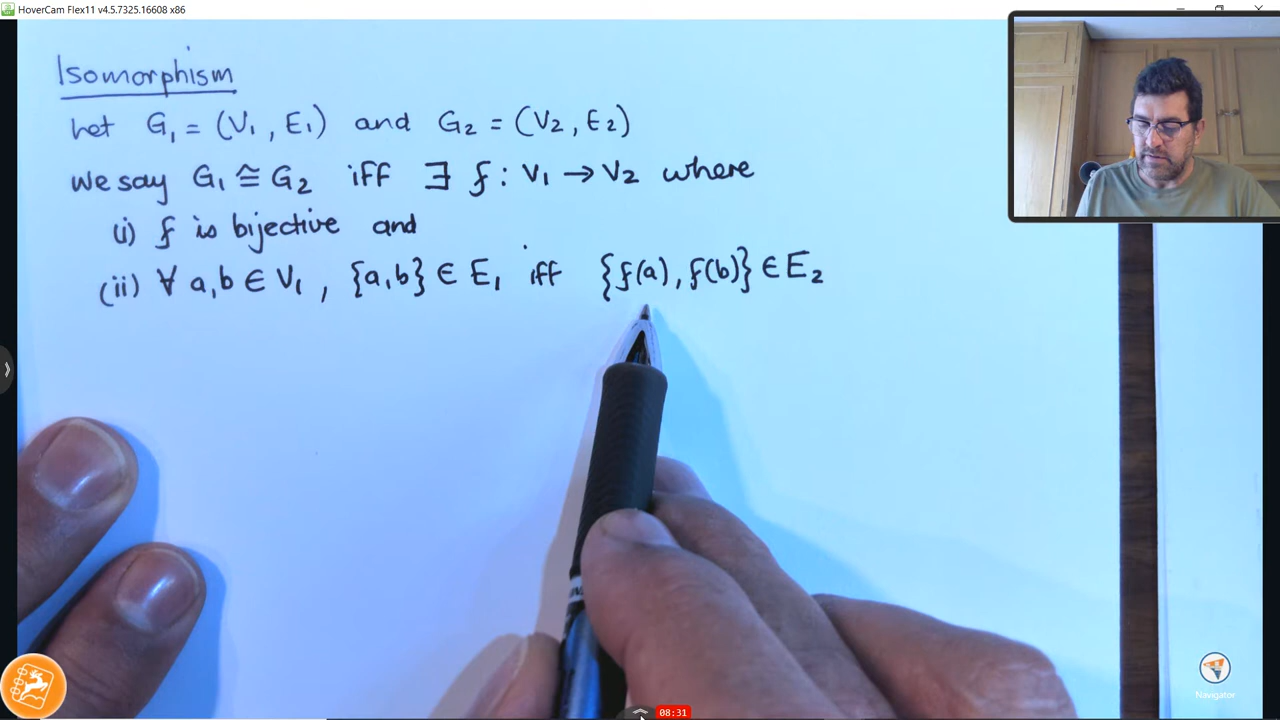 HoverCam Flex11 v4.5.7325.16608 x86
Isomorphism
Let G₁ = (V₁, E₁) and G₂ = (V₂, E₂)
We say G₁ ≅ G₂ iff ∃ f : V₁ → V₂ where
(i) f is bijective and
(ii) ∀ a,b ∈ V₁, {a,b} ∈ E₁ iff {f(a), f(b)} ∈ E₂
Navigator
08:31